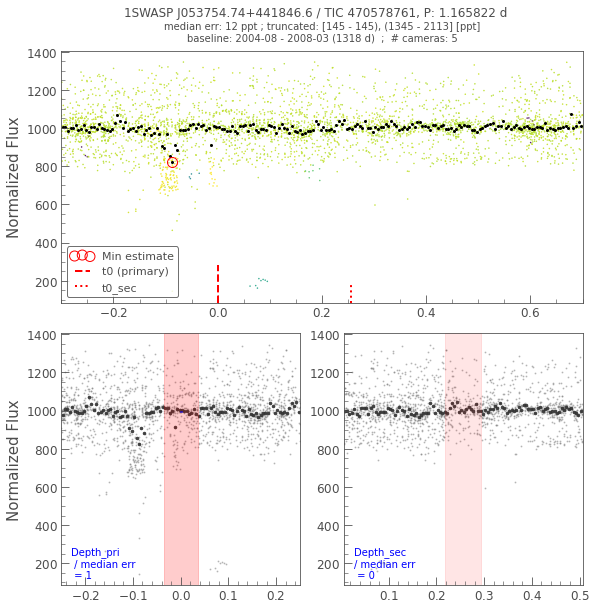 1SWASP J053754.74+441846.6 / TIC 470578761, P: 1.165822 d
median err: 12 ppt ; truncated: [145 - 145), (1345 - 2113] [ppt]
baseline: 2004-08 - 2008-03 (1318 d)  ;  # cameras: 5
Normalized Flux
1400
1200
1000
800
600
400
200
Min estimate
t0 (primary)
t0_sec
−0.2 0.0 0.2 0.4 0.6
Normalized Flux
1400
1200
1000
800
600
400
200
Depth_pri
/ median err
= 1
−0.2 −0.1 0.0 0.1 0.2
1400
1200
1000
800
600
400
200
Depth_sec
/ median err
= 0
0.1 0.2 0.3 0.4 0.5